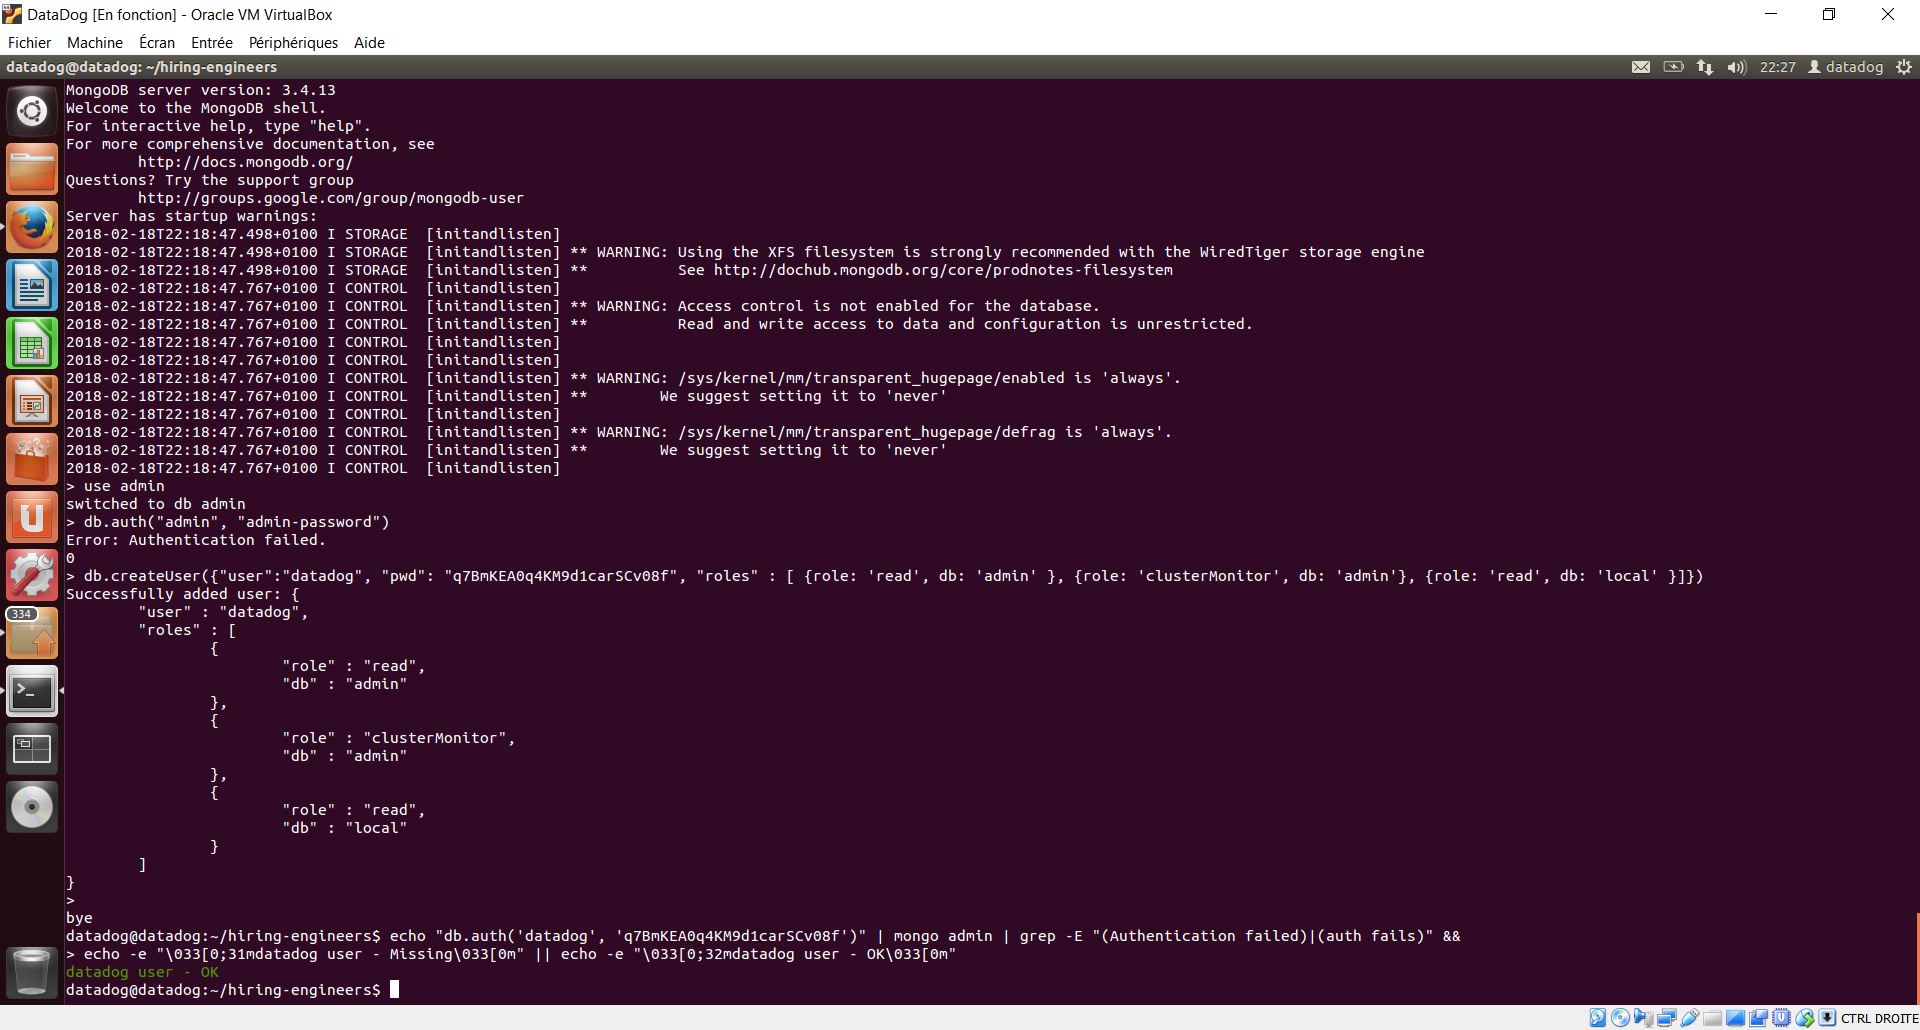 DataDog [En fonction] - Oracle VM VirtualBox
Fichier Machine Écran Entrée Périphériques Aide
datadog@datadog: ~/hiring-engineers 22:27 datadog
MongoDB server version: 3.4.13
Welcome to the MongoDB shell.
For interactive help, type "help".
For more comprehensive documentation, see
        http://docs.mongodb.org/
Questions? Try the support group
        http://groups.google.com/group/mongodb-user
Server has startup warnings:
2018-02-18T22:18:47.498+0100 I STORAGE  [initandlisten]
2018-02-18T22:18:47.498+0100 I STORAGE  [initandlisten] ** WARNING: Using the XFS filesystem is strongly recommended with the WiredTiger storage engine
2018-02-18T22:18:47.498+0100 I STORAGE  [initandlisten] **          See http://dochub.mongodb.org/core/prodnotes-filesystem
2018-02-18T22:18:47.767+0100 I CONTROL  [initandlisten]
2018-02-18T22:18:47.767+0100 I CONTROL  [initandlisten] ** WARNING: Access control is not enabled for the database.
2018-02-18T22:18:47.767+0100 I CONTROL  [initandlisten] **          Read and write access to data and configuration is unrestricted.
2018-02-18T22:18:47.767+0100 I CONTROL  [initandlisten]
2018-02-18T22:18:47.767+0100 I CONTROL  [initandlisten]
2018-02-18T22:18:47.767+0100 I CONTROL  [initandlisten] ** WARNING: /sys/kernel/mm/transparent_hugepage/enabled is 'always'.
2018-02-18T22:18:47.767+0100 I CONTROL  [initandlisten] **        We suggest setting it to 'never'
2018-02-18T22:18:47.767+0100 I CONTROL  [initandlisten]
2018-02-18T22:18:47.767+0100 I CONTROL  [initandlisten] ** WARNING: /sys/kernel/mm/transparent_hugepage/defrag is 'always'.
2018-02-18T22:18:47.767+0100 I CONTROL  [initandlisten] **        We suggest setting it to 'never'
2018-02-18T22:18:47.767+0100 I CONTROL  [initandlisten]
> use admin
switched to db admin
> db.auth("admin", "admin-password")
Error: Authentication failed.
0
> db.createUser({"user":"datadog", "pwd": "q7BmKEA0q4KM9d1carSCv08f", "roles" : [ {role: 'read', db: 'admin' }, {role: 'clusterMonitor', db: 'admin'}, {role: 'read', db: 'local' }]})
Successfully added user: {
        "user" : "datadog",
        "roles" : [
                {
                        "role" : "read",
                        "db" : "admin"
                },
                {
                        "role" : "clusterMonitor",
                        "db" : "admin"
                },
                {
                        "role" : "read",
                        "db" : "local"
                }
        ]
}
>
bye
datadog@datadog:~/hiring-engineers$ echo "db.auth('datadog', 'q7BmKEA0q4KM9d1carSCv08f')" | mongo admin | grep -E "(Authentication failed)|(auth fails)" &&
> echo -e "\033[0;31mdatadog user - Missing\033[0m" || echo -e "\033[0;32mdatadog user - OK\033[0m"
datadog user - OK
datadog@datadog:~/hiring-engineers$
334
CTRL DROITE